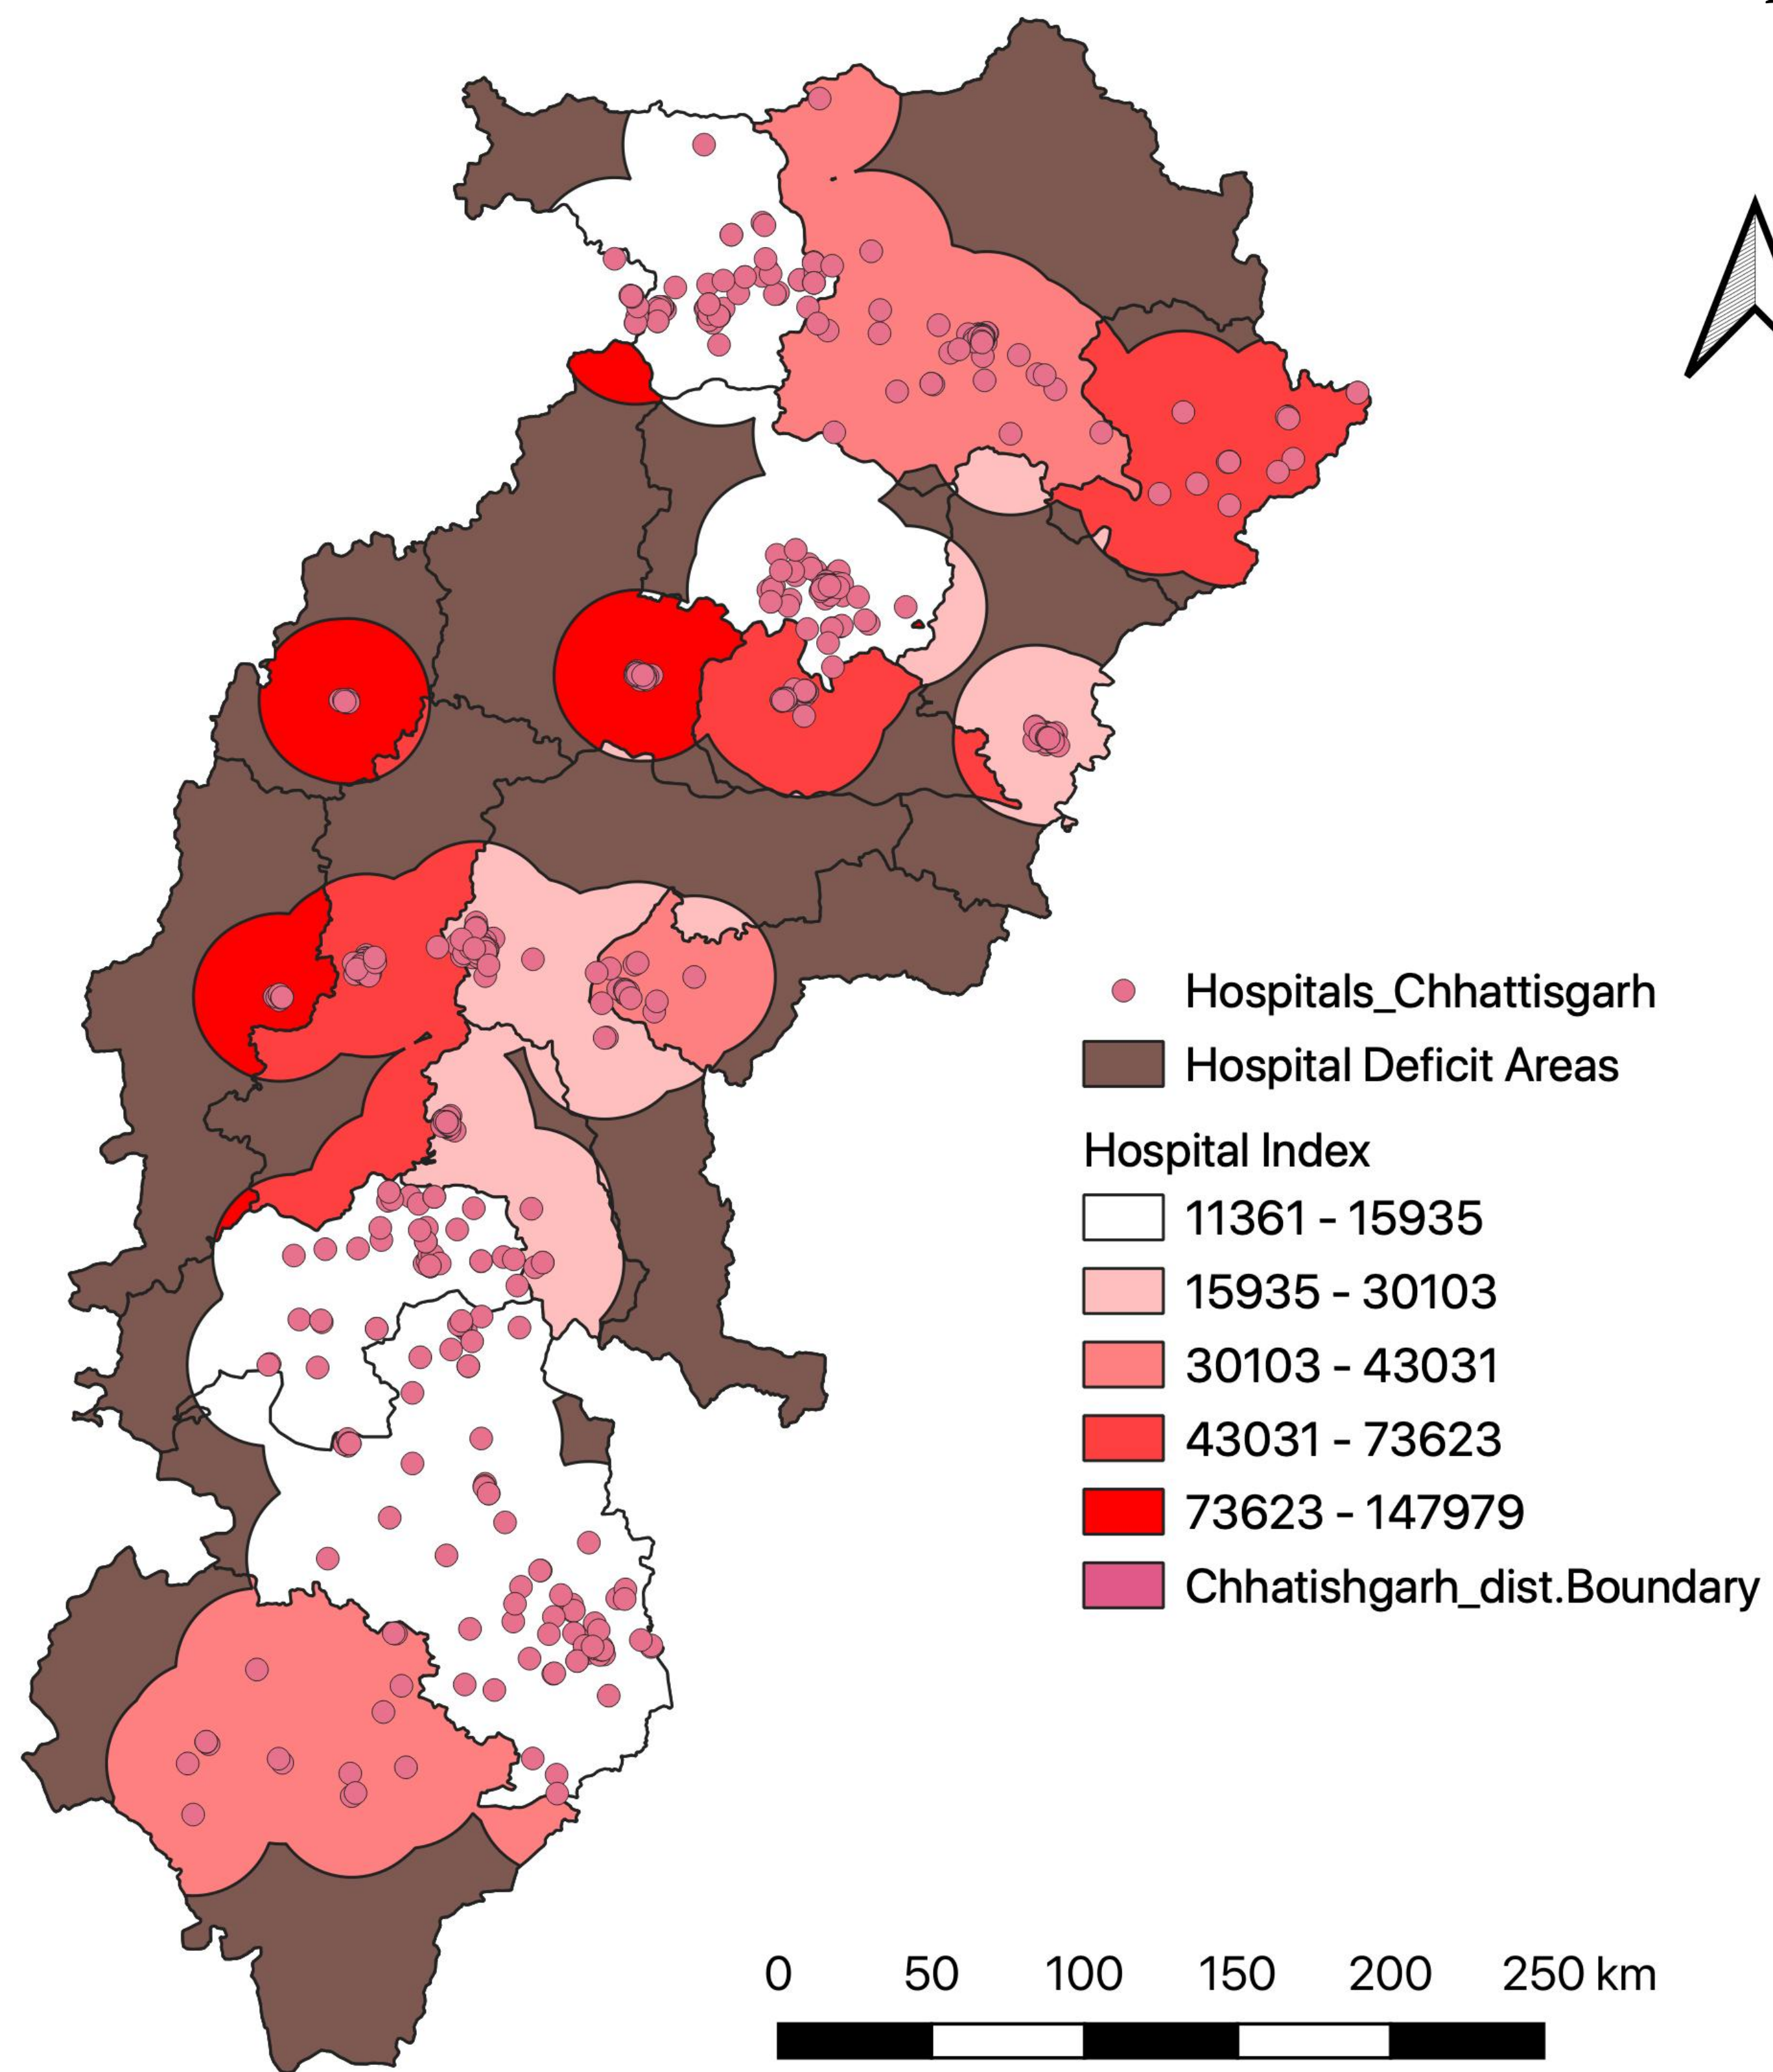 Hospitals_Chhattisgarh
Hospital Deficit Areas
Hospital Index
11361 - 15935
15935 - 30103
30103 - 43031
43031 - 73623
73623 - 147979
Chhatishgarh_dist.Boundary
0 50 100 150 200 250 km